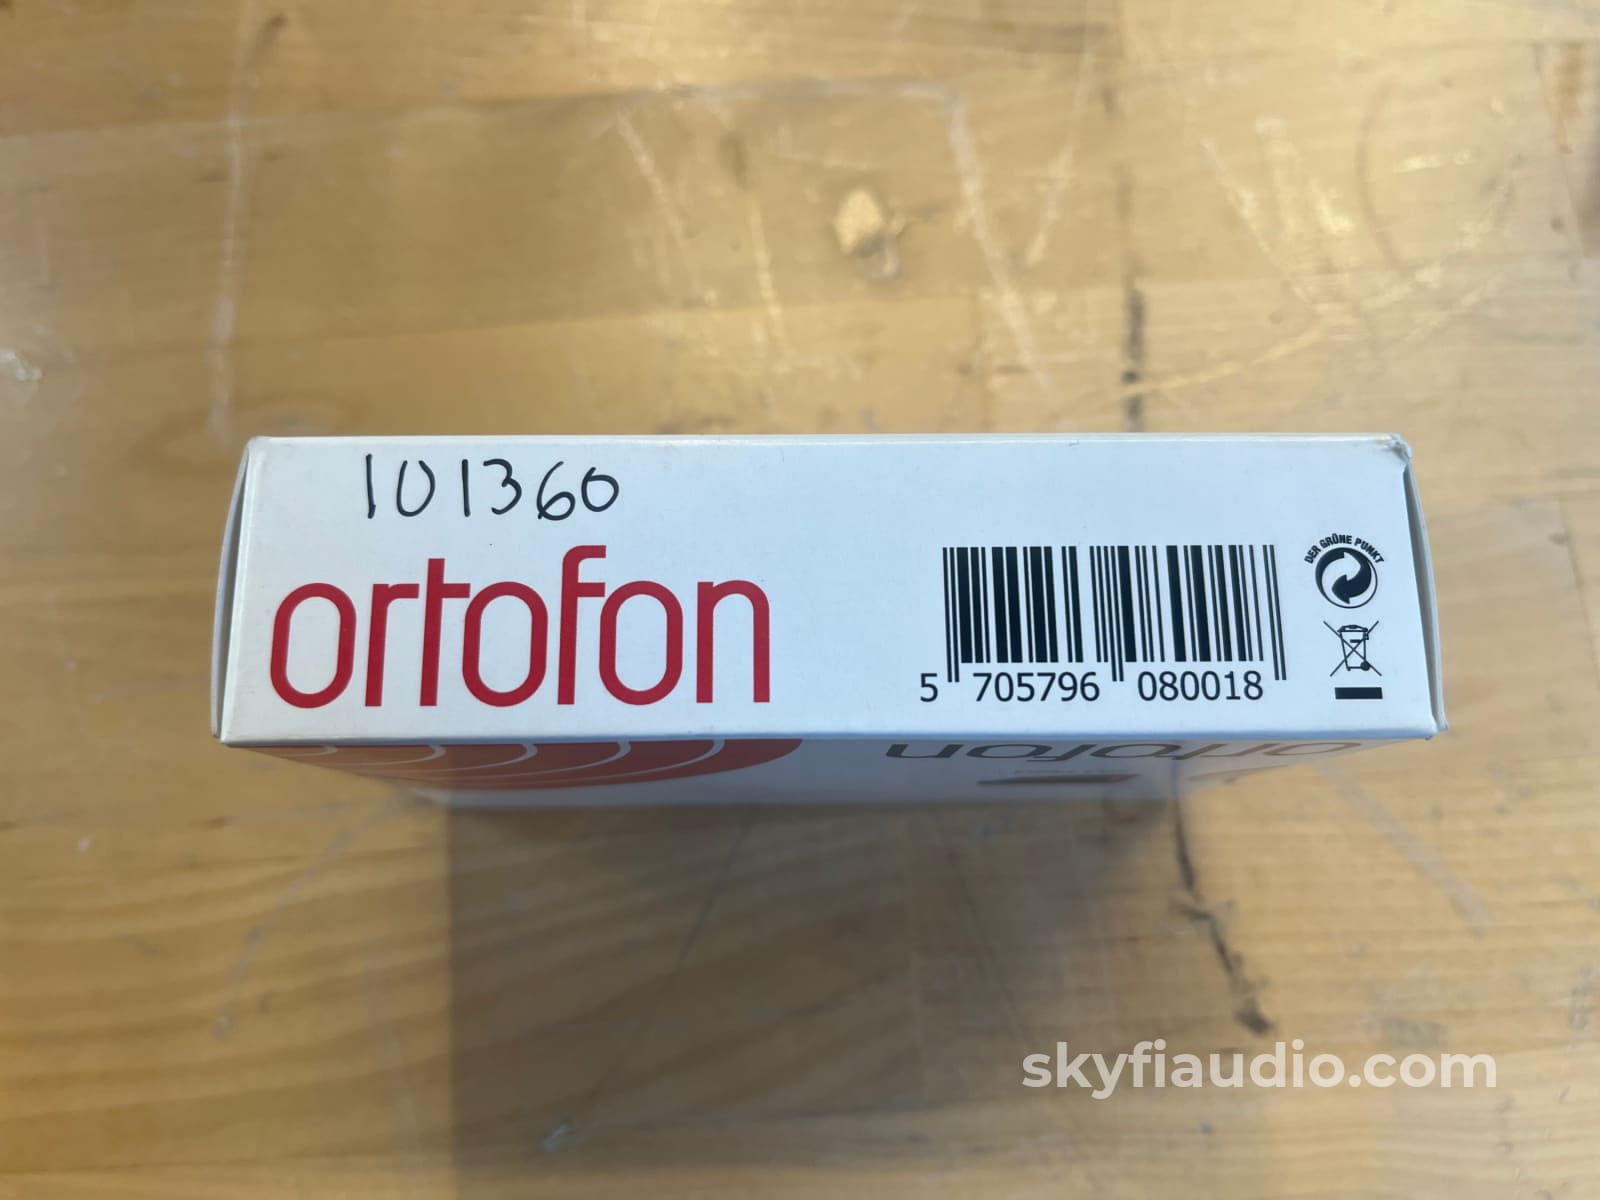 101360
ortofon
5 705796 080018
DER GRÜNE PUNKT
ortofon
skyfiaudio.com